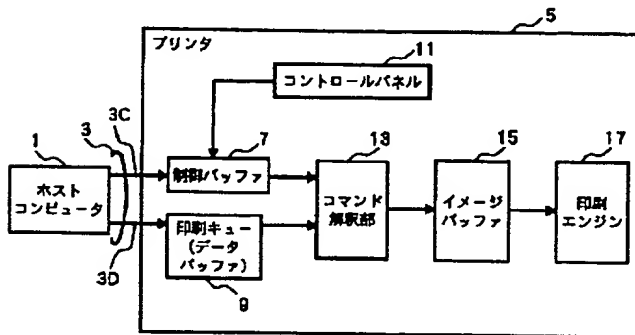 5
プリンタ
11
コントロールパネル
3
3C
1
7
13
15
17
ホスト
コンピュータ
制御バッファ
コマンド
解釈部
イメージ
バッファ
印刷
エンジン
印刷キュー
(データ
バッファ)
3D
9